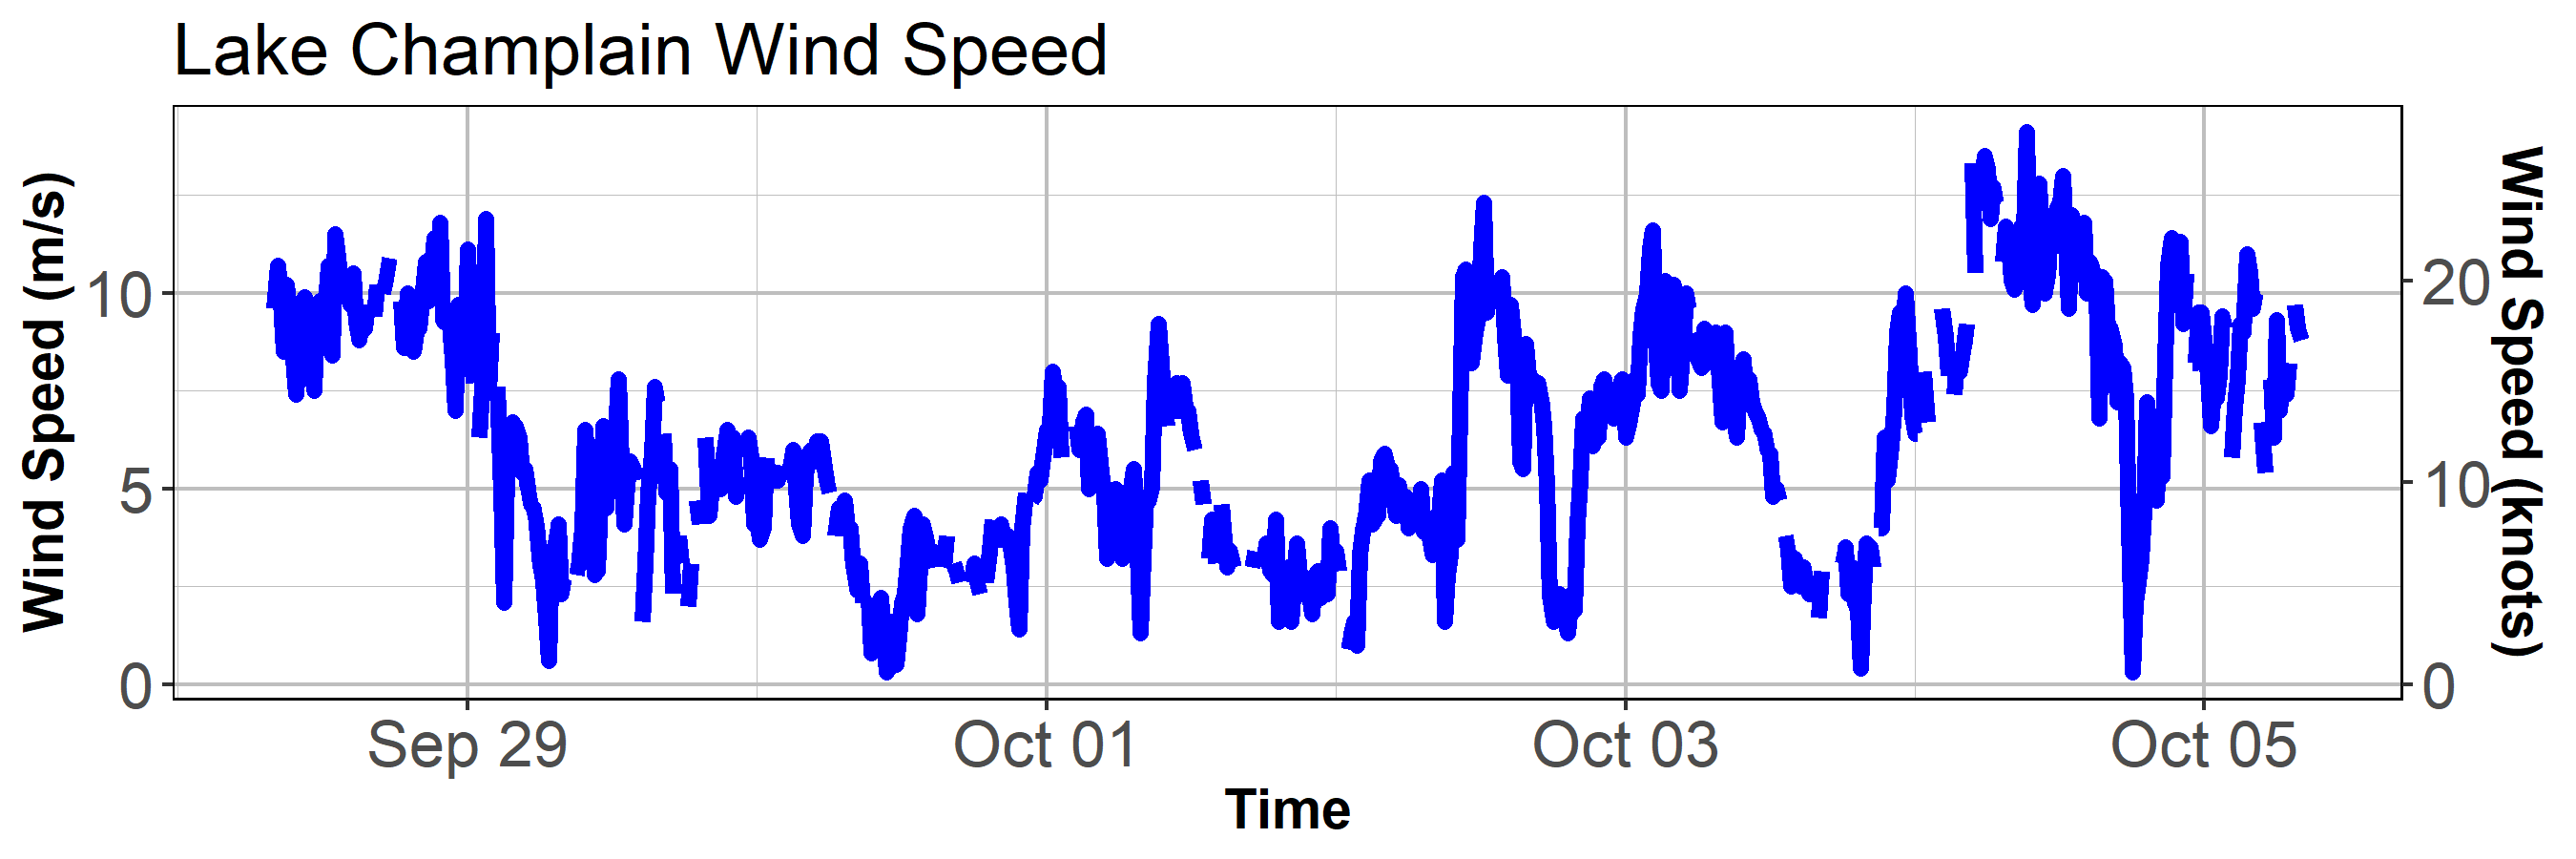 Lake Champlain Wind Speed
Wind Speed (m/s)
10
5
0
20
10
0
Wind Speed (knots)
Sep 29
Oct 01
Oct 03
Oct 05
Time